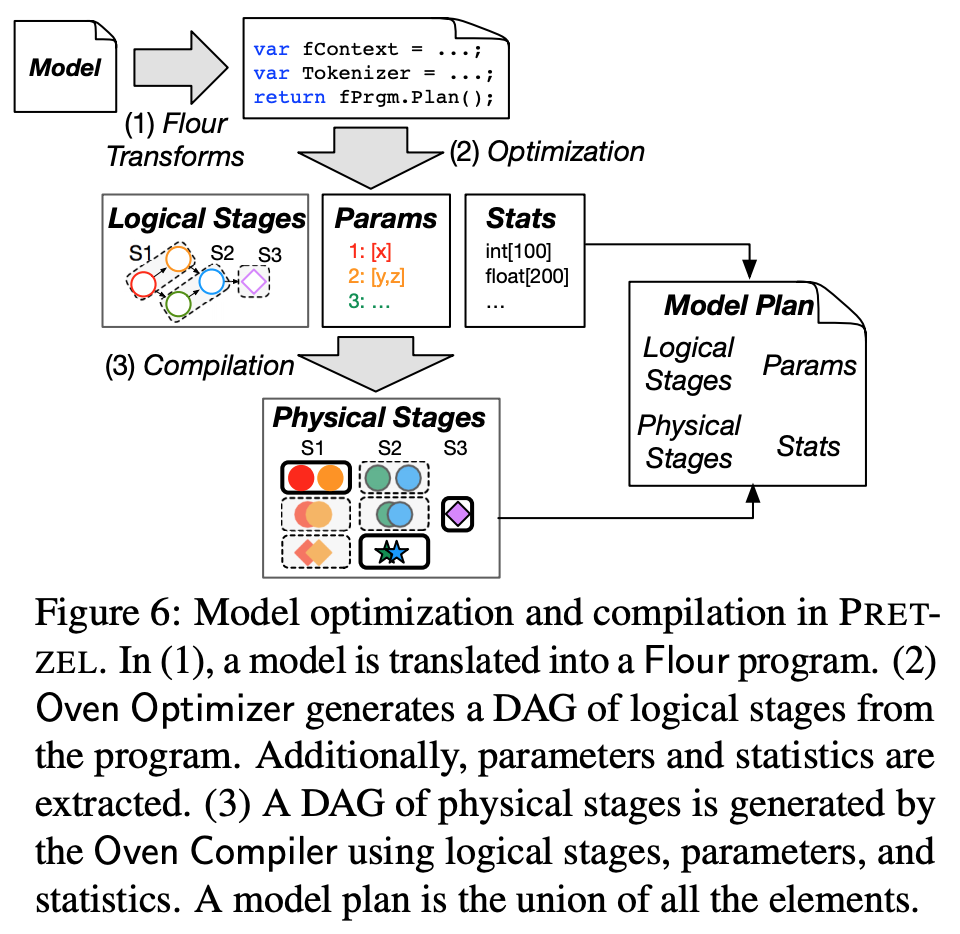 Model
var fContext = ...;
var Tokenizer = ...;
return fPrgm.Plan();
(1) Flour
Transforms
(2) Optimization
Logical Stages
S1
S2
S3
Params
1: [x]
2: [y,z]
3: ...
Stats
int[100]
float[200]
...
Model Plan
Logical
Stages
Params
Physical
Stages
Stats
(3) Compilation
Physical Stages
S1
S2
S3
Figure 6: Model optimization and compilation in PRET-
ZEL. In (1), a model is translated into a Flour program. (2)
Oven Optimizer generates a DAG of logical stages from
the program. Additionally, parameters and statistics are
extracted. (3) A DAG of physical stages is generated by
the Oven Compiler using logical stages, parameters, and
statistics. A model plan is the union of all the elements.